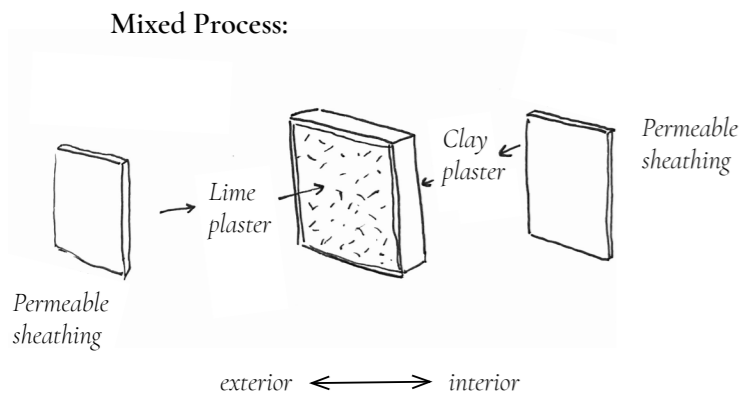 Mixed Process:
Permeable
sheathing
Lime
plaster
Clay
plaster
Permeable
sheathing
exterior
interior